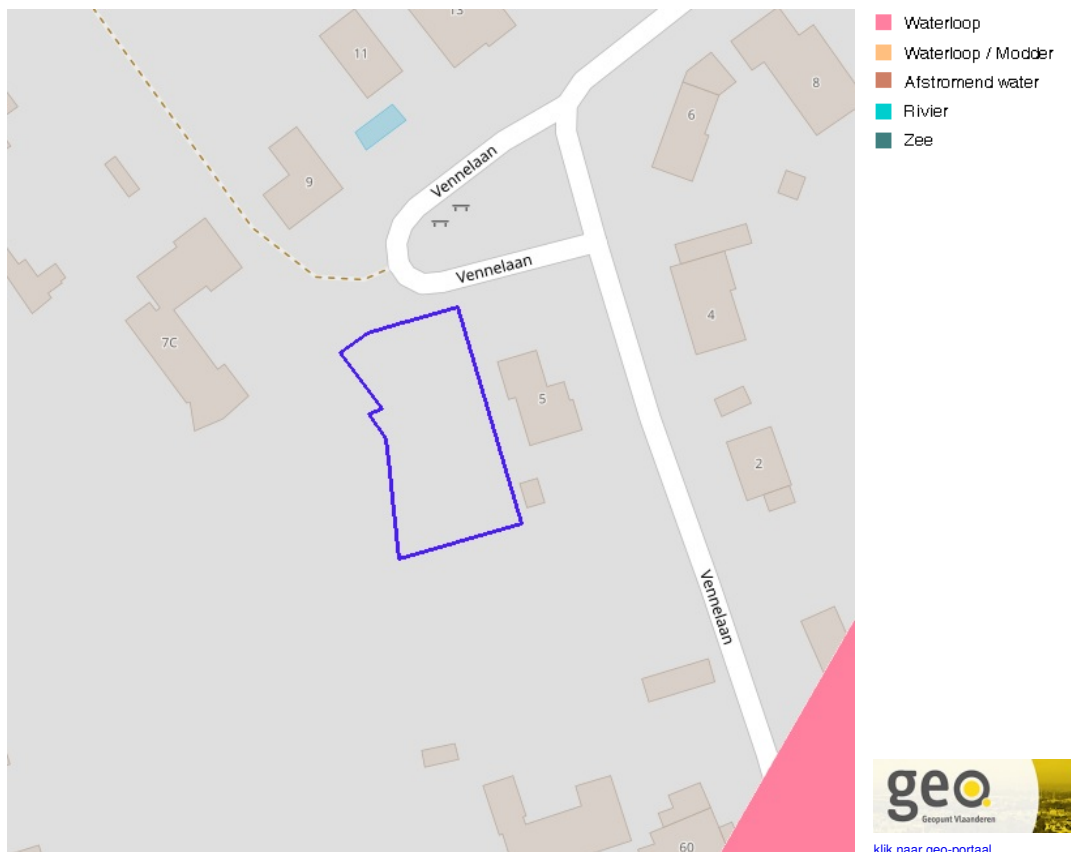 13
11
8
6
Vennelaan
9
Vennelaan
7C
4
5
2
Vennelaan
60
Waterloop
Waterloop / Modder
Afstromend water
Rivier
Zee
geo.
Geopunt Vlaanderen
klik naar geo-portaal